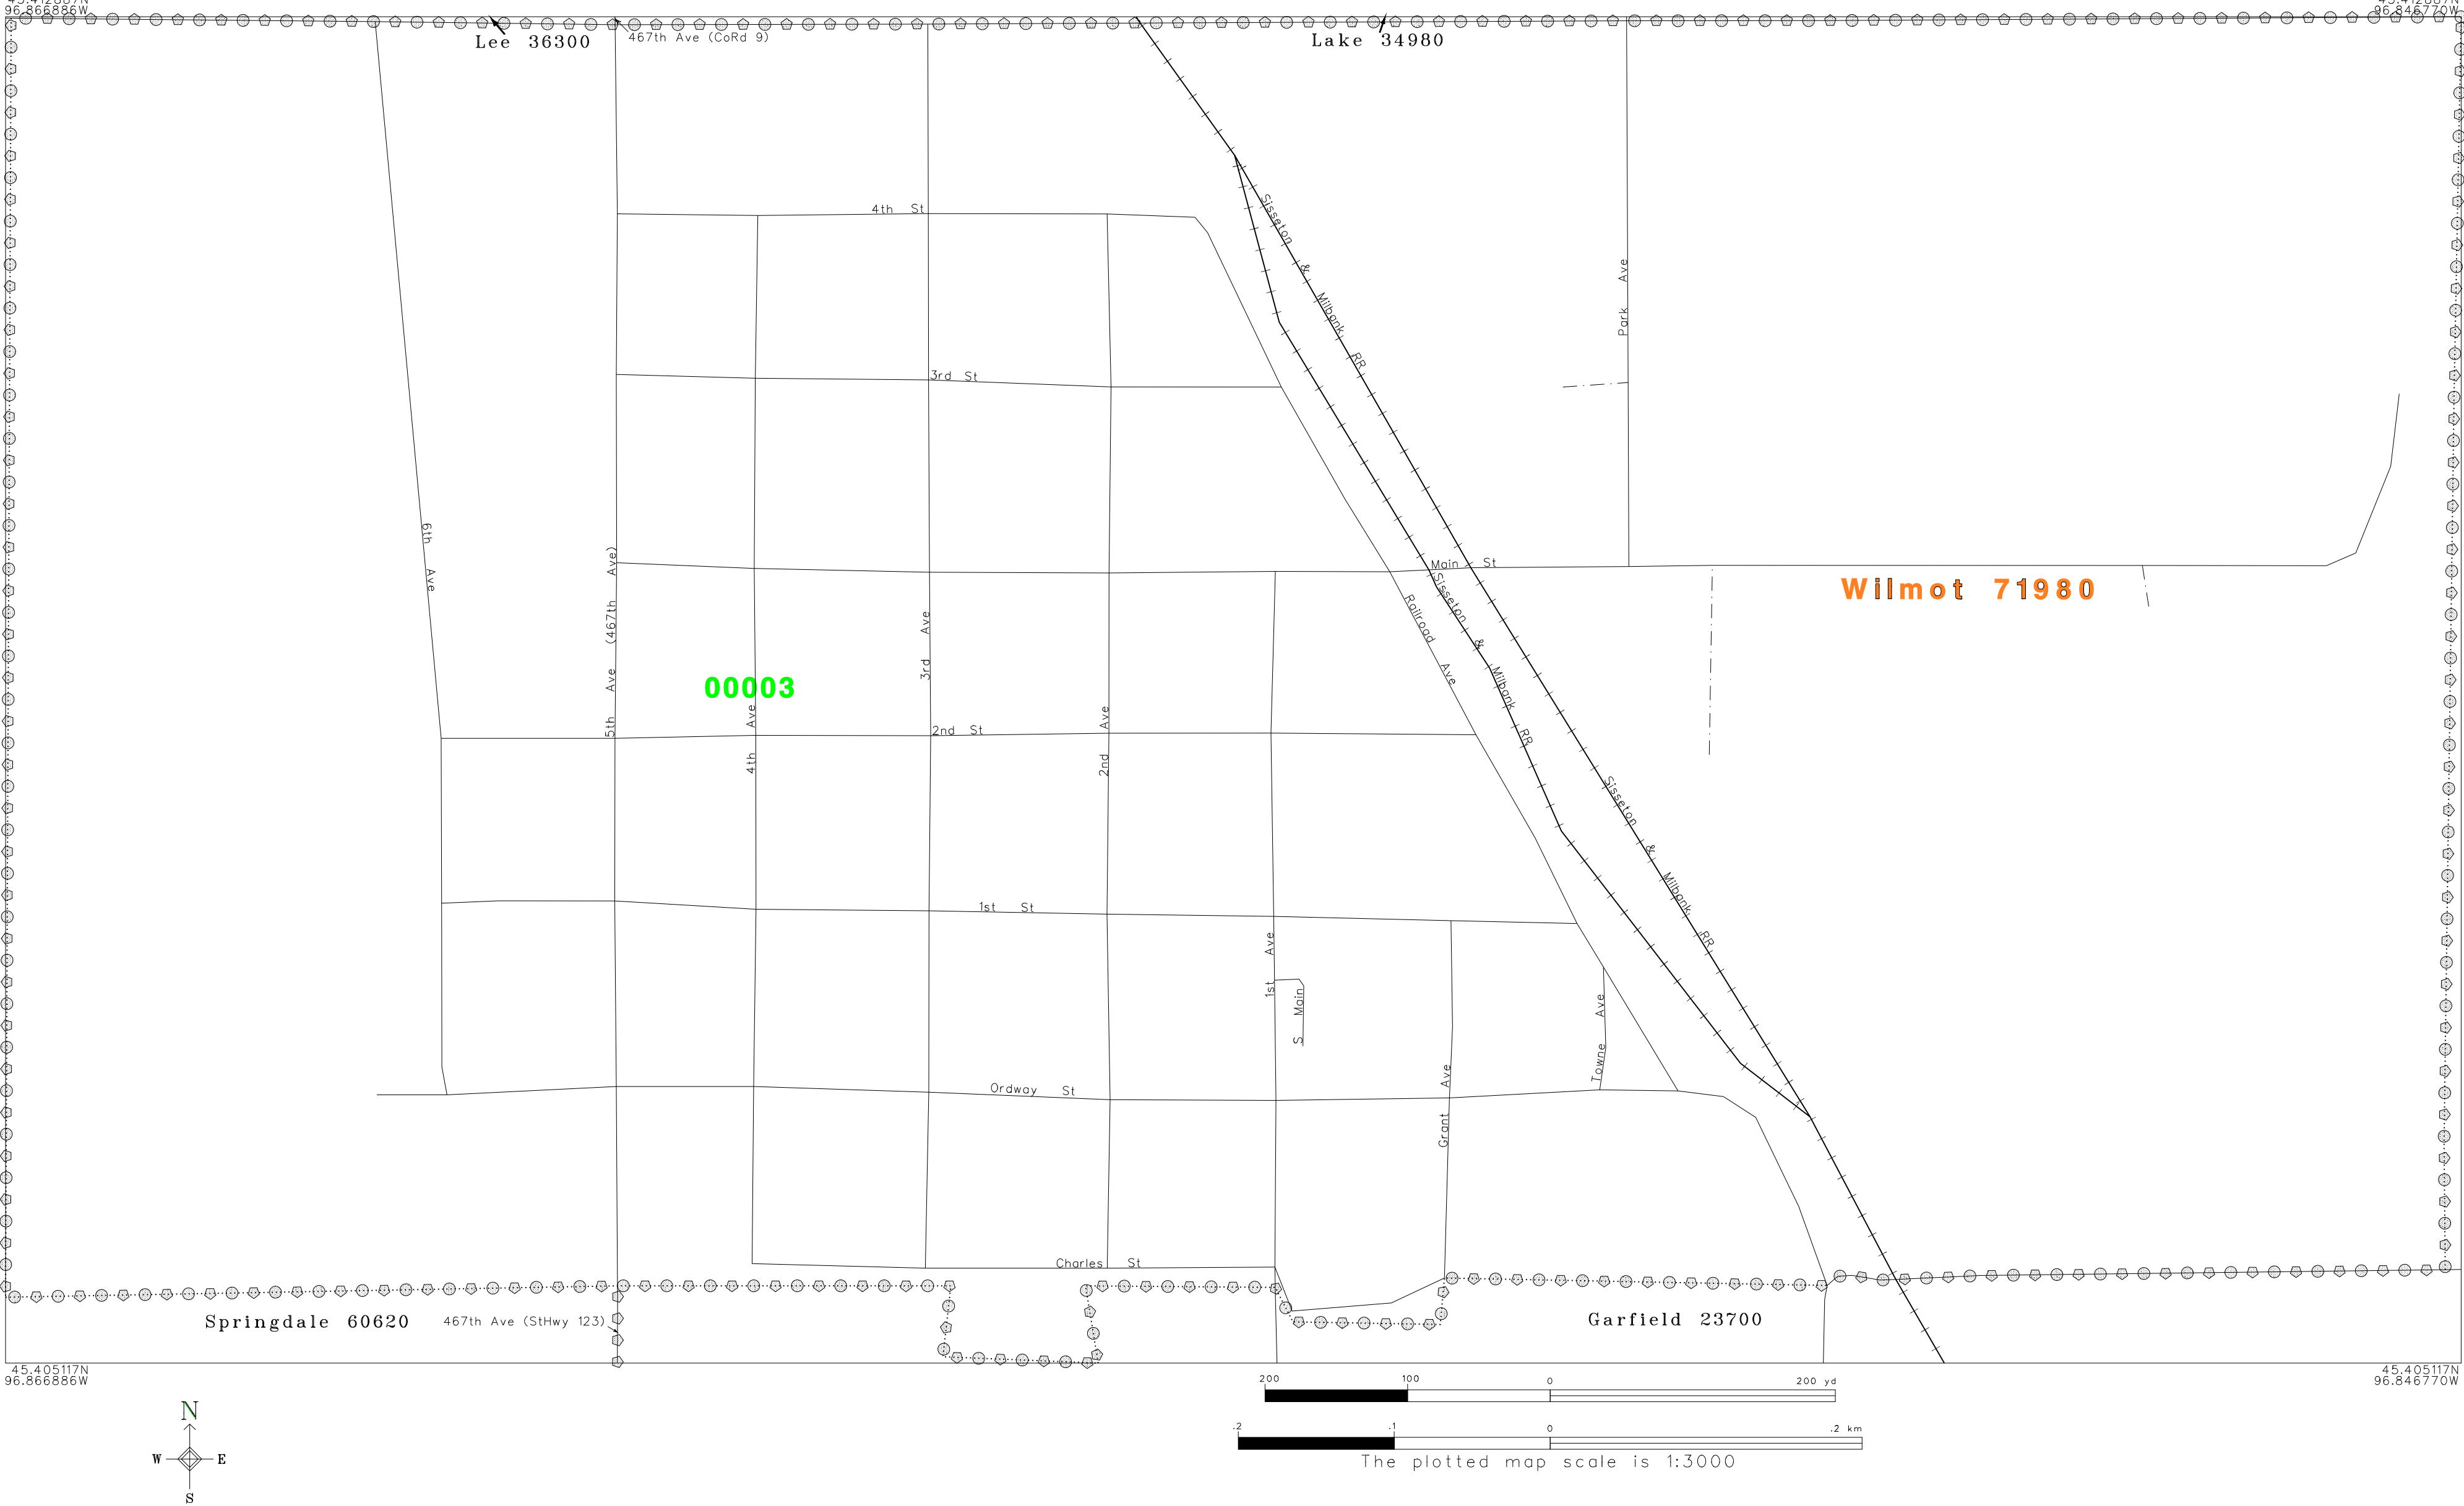 96.866886W
96.846770W
Lee 36300
467th Ave (CoRd 9)
Lake 34980
4th St
Sisseton & Milbank RR
Park Ave
3rd St
6th Ave
5th Ave (467th Ave)
Main St
Wilmot 71980
Sisseton & Milbank RR
Railroad Ave
3rd Ave
00003
4th Ave
2nd Ave
2nd St
Sisseton & Milbank RR
1st St
1st Ave
S Main
Towne Ave
Grant Ave
Ordway St
Charles St
Springdale 60620
467th Ave (StHwy 123)
Garfield 23700
45.405117N
96.866886W
45.405117N
96.846770W
200 100 0 200 yd
.2 .1 0 .2 km
The plotted map scale is 1:3000
N
W E
S